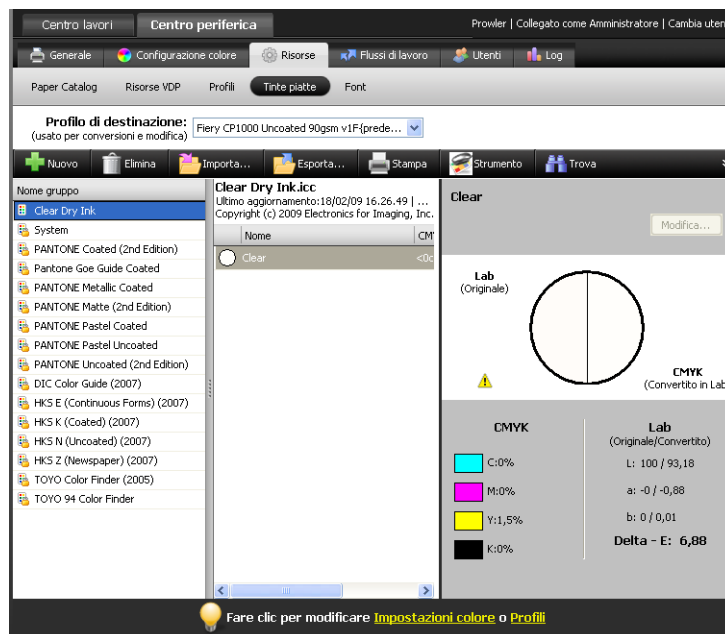 Centro lavori Centro periferica Prowler | Collegato come Amministratore | Cambia uten
Generale Configurazione colore Risorse Flussi di lavoro Utenti Log
Paper Catalog Risorse VDP Profili Tinte piatte Font
Profilo di destinazione:
(usato per conversioni e modifica)
Fiery CP1000 Uncoated 90gsm v1F{prede...
Nuovo Elimina Importa... Esporta... Stampa Strumento Trova
Nome gruppo
Clear Dry Ink
System
PANTONE Coated (2nd Edition)
Pantone Goe Guide Coated
PANTONE Metallic Coated
PANTONE Matte (2nd Edition)
PANTONE Pastel Coated
PANTONE Pastel Uncoated
PANTONE Uncoated (2nd Edition)
DIC Color Guide (2007)
HKS E (Continuous Forms) (2007)
HKS K (Coated) (2007)
HKS N (Uncoated) (2007)
HKS Z (Newspaper) (2007)
TOYO Color Finder (2005)
TOYO 94 Color Finder
Clear Dry Ink.icc
Ultimo aggiornamento:18/02/09 16.26.49 | ...
Copyright (c) 2009 Electronics for Imaging, Inc.
Nome CMY
Clear <0c
Clear
Modifica...
Lab
(Originale)
CMYK
(Convertito in Lab
CMYK
C:0%
M:0%
Y:1,5%
K:0%
Lab
(Originale/Convertito)
L: 100 / 93,18
a: -0 / -0,88
b: 0 / 0,01
Delta - E: 6,88
Fare clic per modificare Impostazioni colore o Profili